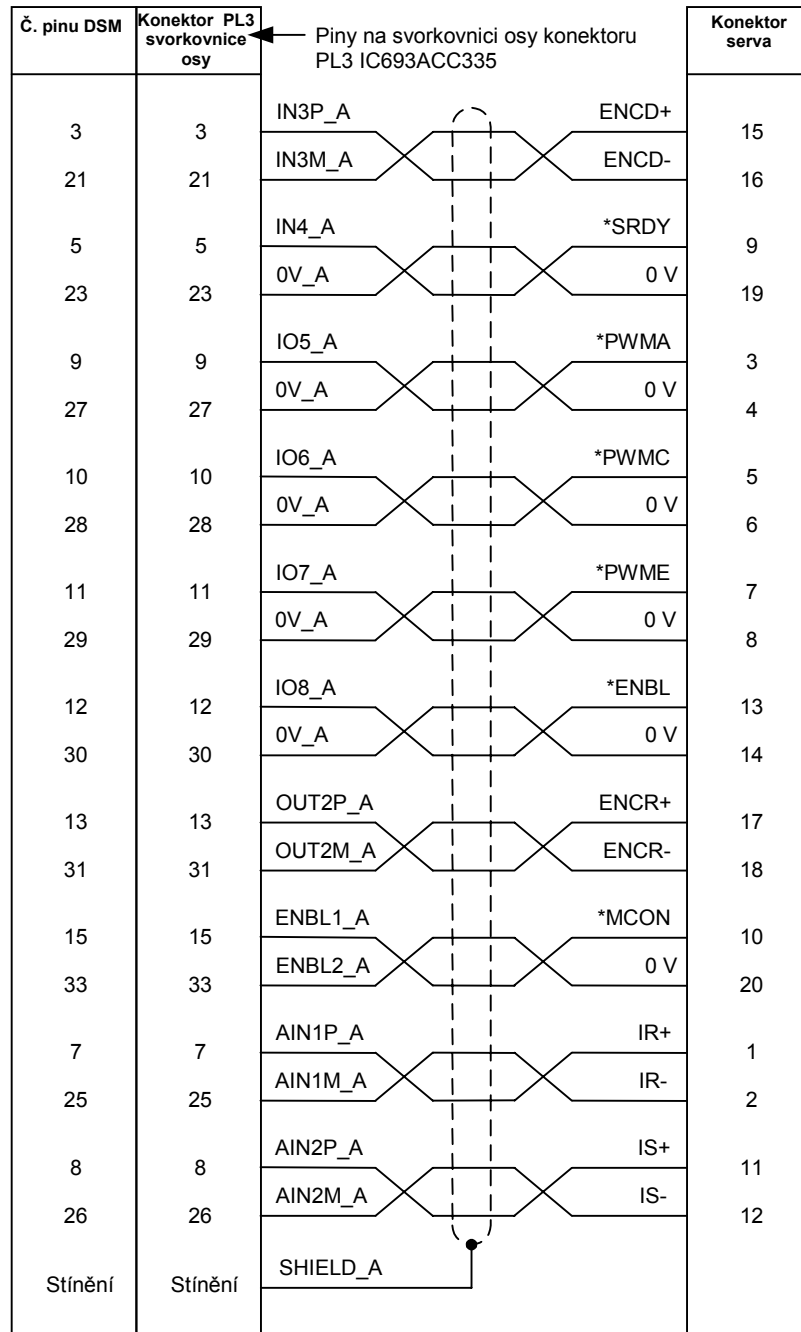 Č. pinu DSM
Konektor PL3
svorkovnice
osy
Piny na svorkovnici osy konektoru
PL3 IC693ACC335
Konektor
serva
3 3 IN3P_A ENCD+ 15
21 21 IN3M_A ENCD- 16
5 5 IN4_A *SRDY 9
23 23 0V_A 0 V 19
9 9 IO5_A *PWMA 3
27 27 0V_A 0 V 4
10 10 IO6_A *PWMC 5
28 28 0V_A 0 V 6
11 11 IO7_A *PWME 7
29 29 0V_A 0 V 8
12 12 IO8_A *ENBL 13
30 30 0V_A 0 V 14
13 13 OUT2P_A ENCR+ 17
31 31 OUT2M_A ENCR- 18
15 15 ENBL1_A *MCON 10
33 33 ENBL2_A 0 V 20
7 7 AIN1P_A IR+ 1
25 25 AIN1M_A IR- 2
8 8 AIN2P_A IS+ 11
26 26 AIN2M_A IS- 12
Stínění Stínění SHIELD_A